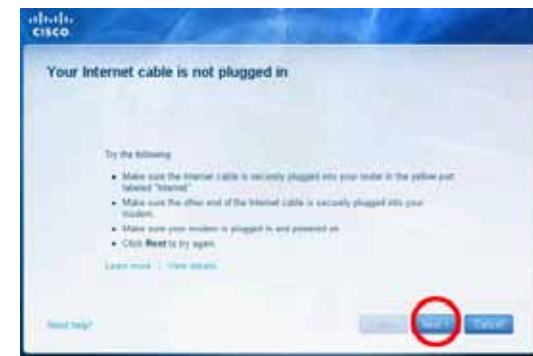 CISCO
Your Internet cable is not plugged in
Try the following
Make sure the Internet cable is securely plugged into your router in the yellow port
labeled "Internet"
Make sure the other end of the Internet cable is securely plugged into your
modem.
Make sure your modem is plugged in and powered on
Click Next to try again.
Learn more | View details
Need help?
Next
Cancel